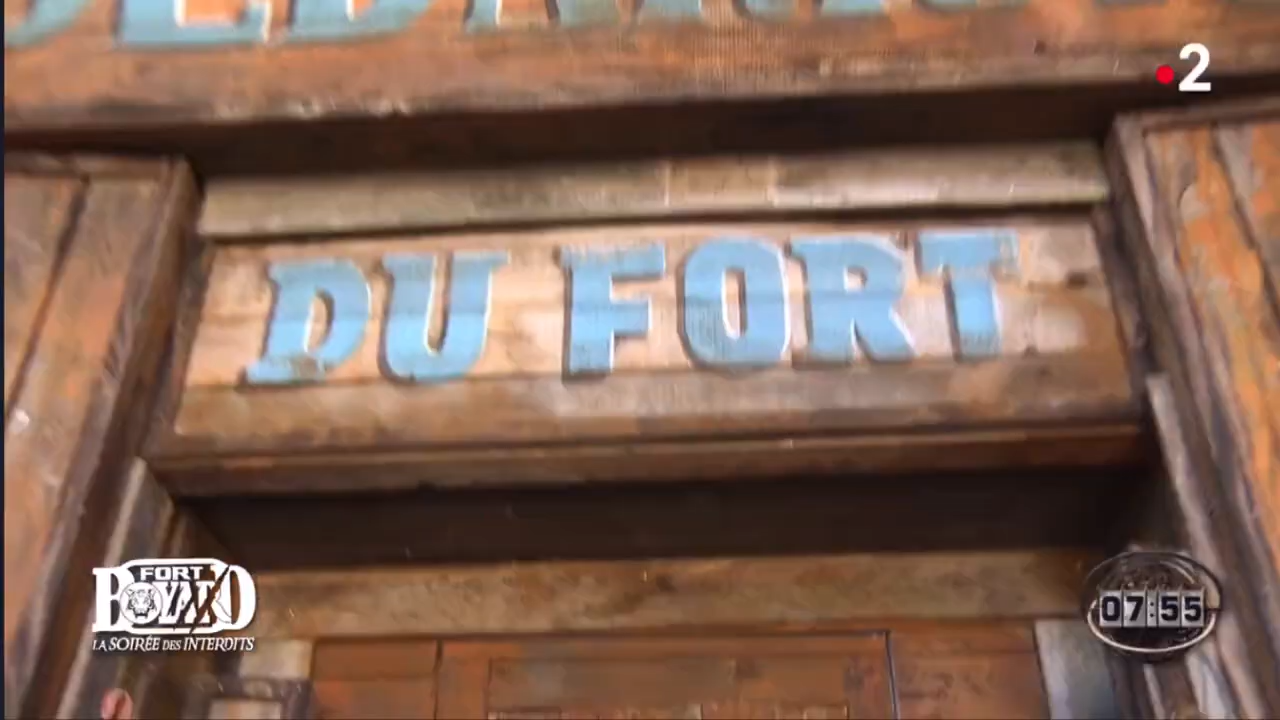 2
DU FORT
FORT
BOYARD
LA SOIRÉE DES INTERDITS
07:55